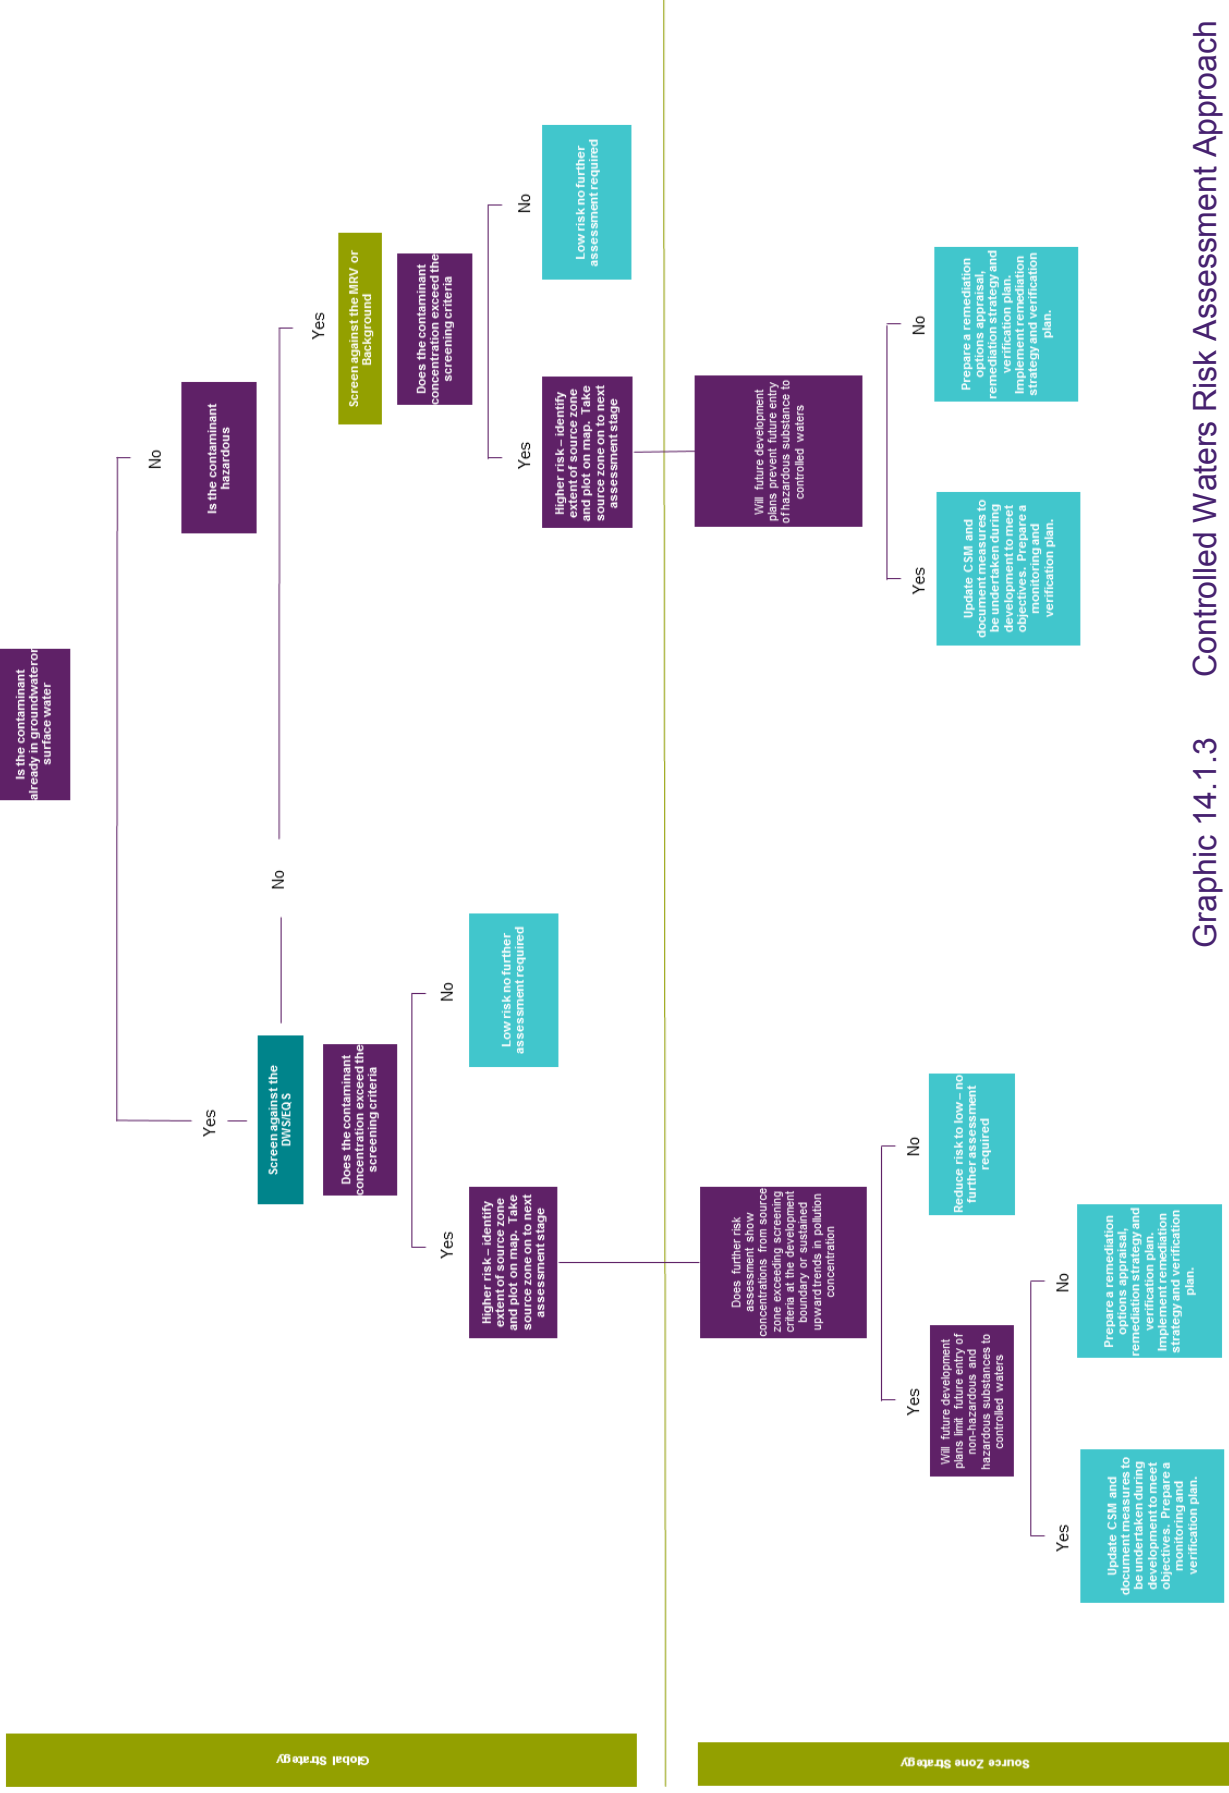 Graphic 14.1.3 Controlled Waters Risk Assessment Approach
Is the contaminant
already in groundwater or
surface water
Yes
No
Screen against the
DWS/EQS
No
Is the contaminant
hazardous
Yes
Screen against the MRV or
Background
Does the contaminant
concentration exceed the
screening criteria
Yes
No
Does the contaminant
concentration exceed the
screening criteria
Yes
No
Higher risk – identify
extent of source zone
and plot on map. Take
source zone on to next
assessment stage
Low risk no further
assessment required
Higher risk – identify
extent of source zone
and plot on map. Take
source zone on to next
assessment stage
Low risk no further
assessment required
Global Strategy
Does further risk
assessment show
concentrations from source
zone exceeding screening
criteria at the development
boundary or sustained
upward trends in pollution
concentration
Yes
No
Will future development
plans limit future entry of
non-hazardous and
hazardous substances to
controlled waters
Reduce risk to low – no
further assessment
required
Yes
No
Update CSM and
document measures to
be undertaken during
development to meet
objectives. Prepare a
monitoring and
verification plan.
Prepare a remediation
options appraisal,
remediation strategy and
verification plan.
Implement remediation
strategy and verification
plan.
Will future development
plans prevent future entry
of hazardous substance to
controlled waters
Yes
No
Update CSM and
document measures to
be undertaken during
development to meet
objectives. Prepare a
monitoring and
verification plan.
Prepare a remediation
options appraisal,
remediation strategy and
verification plan.
Implement remediation
strategy and verification
plan.
Source Zone Strategy